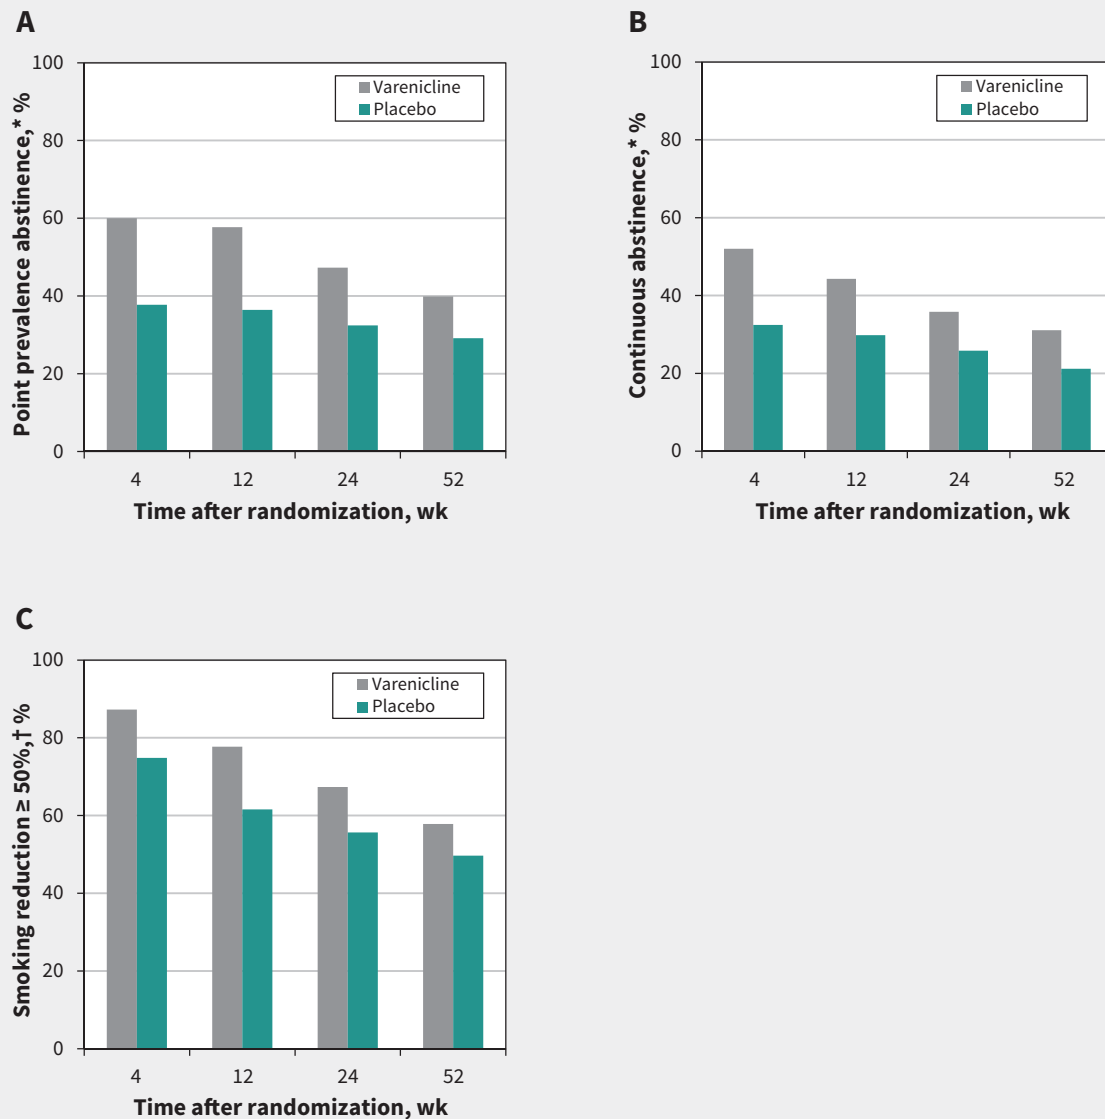 A
Point prevalence abstinence,* %
100
80
60
40
20
0
Varenicline
Placebo
4 12 24 52
Time after randomization, wk
B
Continuous abstinence,* %
100
80
60
40
20
0
Varenicline
Placebo
4 12 24 52
Time after randomization, wk
C
Smoking reduction ≥ 50%,† %
100
80
60
40
20
0
Varenicline
Placebo
4 12 24 52
Time after randomization, wk